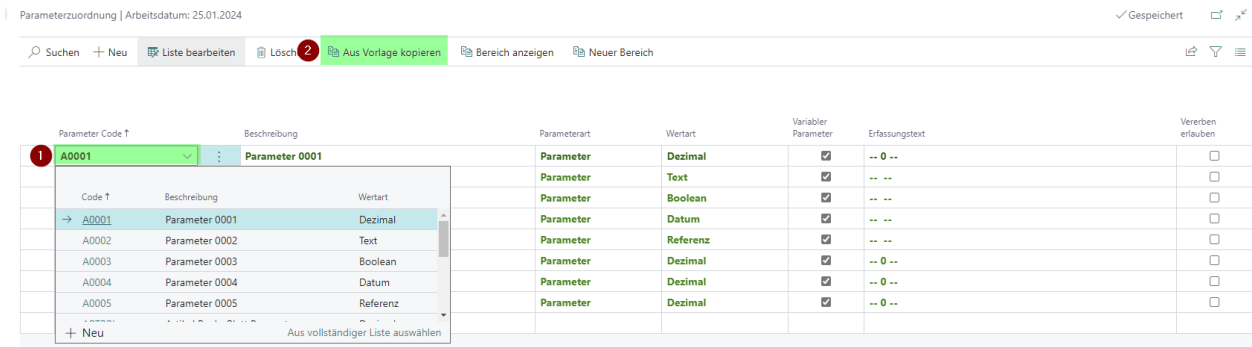 Parameterzuordnung | Arbeitsdatum: 25.01.2024 Gespeichert
Suchen Neu Liste bearbeiten 2 Aus Vorlage kopieren Bereich anzeigen Neuer Bereich
Variabler Vererben
Parameter Code ↑ Beschreibung Parameterart Wertart Parameter Erfassungstext erlauben
1 A0001 Parameter 0001 Parameter Dezimal -- 0 --
Parameter Text -- --
Code ↑ Beschreibung Wertart Parameter Boolean -- --
→ A0001 Parameter 0001 Dezimal Parameter Datum -- --
A0002 Parameter 0002 Text Parameter Referenz -- --
A0003 Parameter 0003 Boolean Parameter Dezimal -- 0 --
A0004 Parameter 0004 Datum Parameter Dezimal -- 0 --
A0005 Parameter 0005 Referenz Parameter Dezimal -- 0 --
Neu Aus vollständiger Liste auswählen